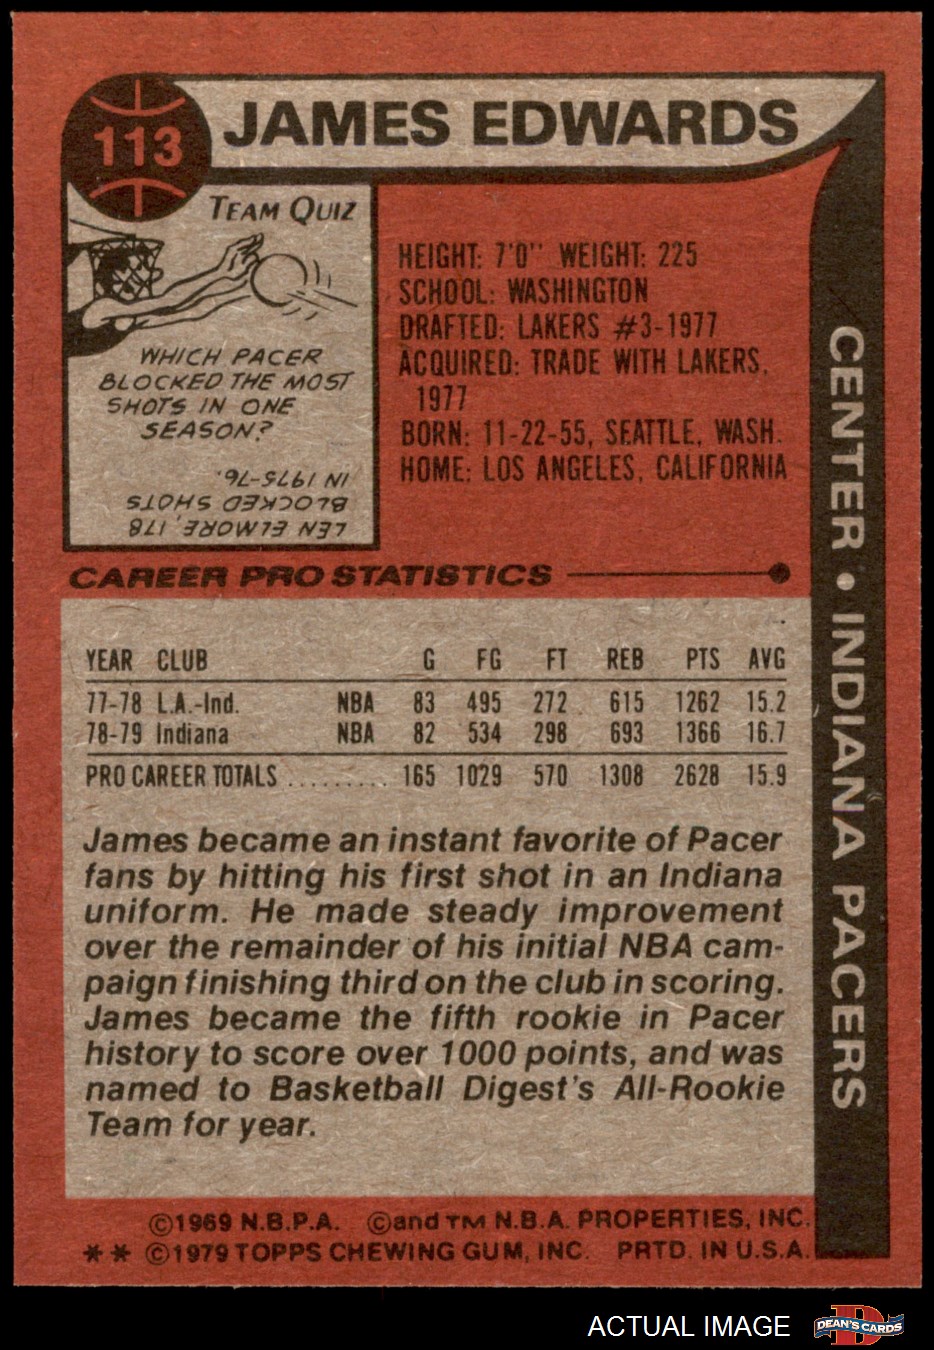 113
JAMES EDWARDS
TEAM QUIZ
WHICH PACER
BLOCKED THE MOST
SHOTS IN ONE
SEASON?
LEN ELMORE, 178
BLOCKED SHOTS
IN 1975-76.
HEIGHT: 7'0'' WEIGHT: 225
SCHOOL: WASHINGTON
DRAFTED: LAKERS #3-1977
ACQUIRED: TRADE WITH LAKERS,
1977
BORN: 11-22-55, SEATTLE, WASH.
HOME: LOS ANGELES, CALIFORNIA
CENTER • INDIANA PACERS
CAREER PRO STATISTICS
YEAR CLUB G FG FT REB PTS AVG
77-78 L.A.-Ind. NBA 83 495 272 615 1262 15.2
78-79 Indiana NBA 82 534 298 693 1366 16.7
PRO CAREER TOTALS .......... 165 1029 570 1308 2628 15.9
James became an instant favorite of Pacer
fans by hitting his first shot in an Indiana
uniform. He made steady improvement
over the remainder of his initial NBA cam-
paign finishing third on the club in scoring.
James became the fifth rookie in Pacer
history to score over 1000 points, and was
named to Basketball Digest's All-Rookie
Team for year.
©1969 N.B.P.A. ©and TM N.B.A. PROPERTIES, INC.
** ©1979 TOPPS CHEWING GUM, INC. PRTD. IN U.S.A.
ACTUAL IMAGE
D
DEAN'S CARDS